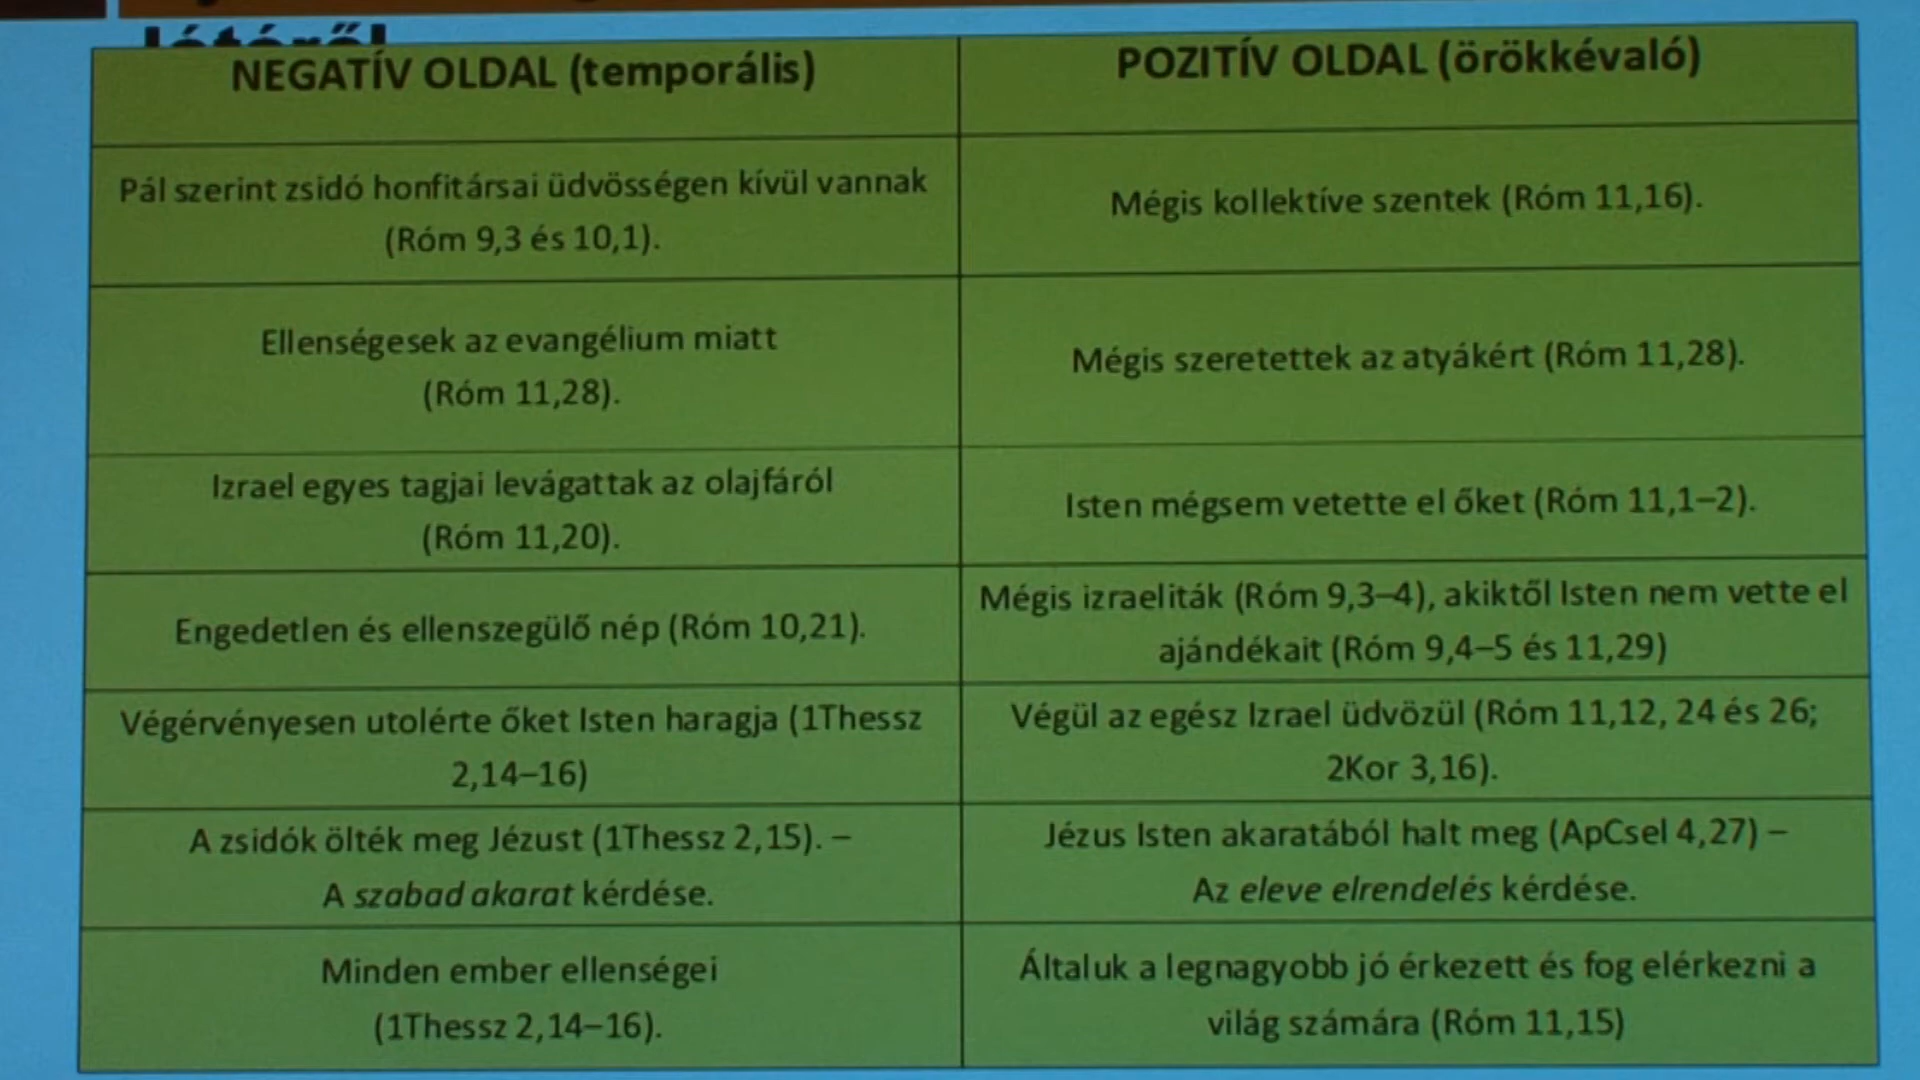 NEGATÍV OLDAL (temporális)
POZITÍV OLDAL (örökkévaló)
Pál szerint zsidó honfitársai üdvösségen kívül vannak
(Róm 9,3 és 10,1).
Mégis kollektíve szentek (Róm 11,16).
Ellenségesek az evangélium miatt
(Róm 11,28).
Mégis szeretettek az atyákért (Róm 11,28).
Izrael egyes tagjai levágattak az olajfáról
(Róm 11,20).
Isten mégsem vetette el őket (Róm 11,1–2).
Engedetlen és ellenszegülő nép (Róm 10,21).
Mégis izraeliták (Róm 9,3–4), akiktől Isten nem vette el
ajándékait (Róm 9,4–5 és 11,29)
Végérvényesen utolérte őket Isten haragja (1Thessz
2,14–16)
Végül az egész Izrael üdvözül (Róm 11,12, 24 és 26;
2Kor 3,16).
A zsidók ölték meg Jézust (1Thessz 2,15). –
A szabad akarat kérdése.
Jézus Isten akaratából halt meg (ApCsel 4,27) –
Az eleve elrendelés kérdése.
Minden ember ellenségei
(1Thessz 2,14–16).
Általuk a legnagyobb jó érkezett és fog elérkezni a
világ számára (Róm 11,15)